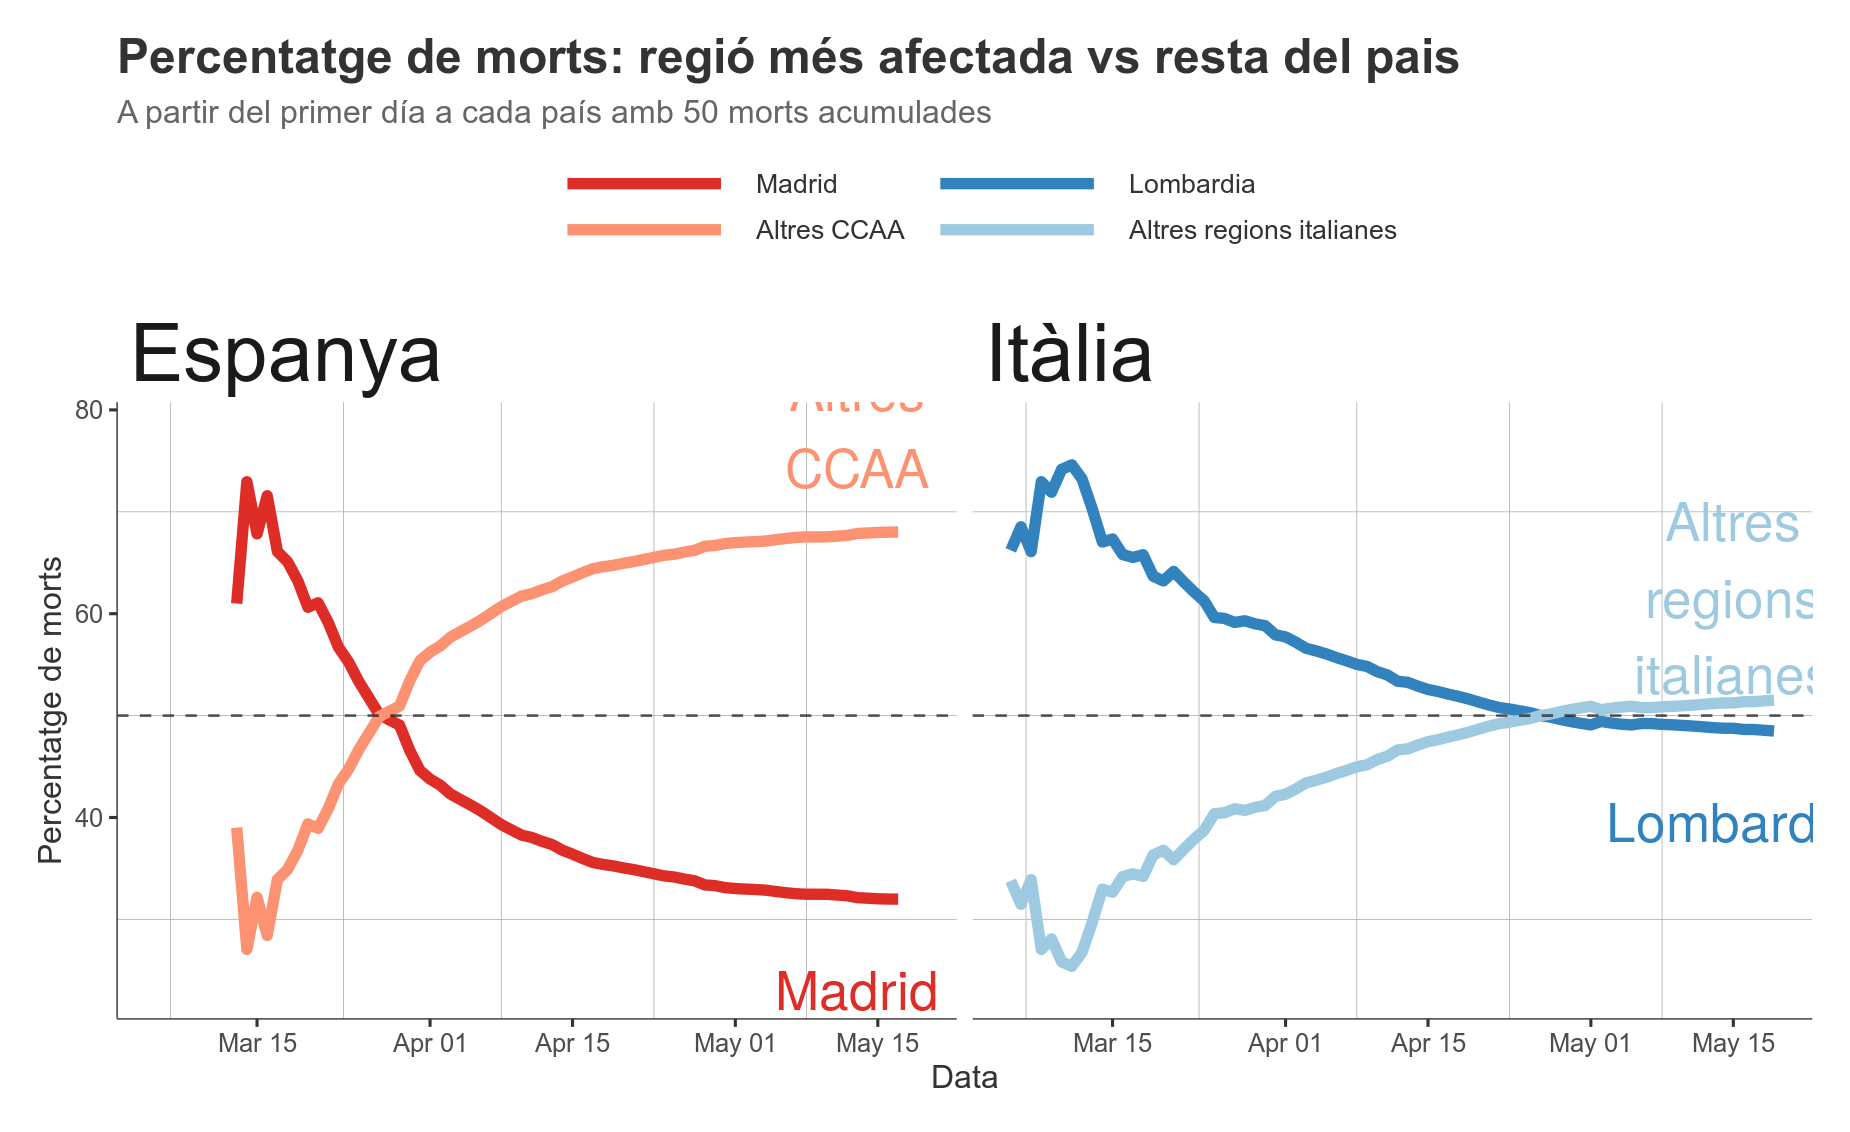 Percentatge de morts: regió més afectada vs resta del pais
A partir del primer día a cada país amb 50 morts acumulades
Madrid
Lombardia
Altres CCAA
Altres regions italianes
Espanya
Itàlia
80
60
40
Percentatge de morts
Altres
CCAA
Madrid
Altres
regions
italianes
Lombard
Mar 15
Apr 01
Apr 15
May 01
May 15
Mar 15
Apr 01
Apr 15
May 01
May 15
Data